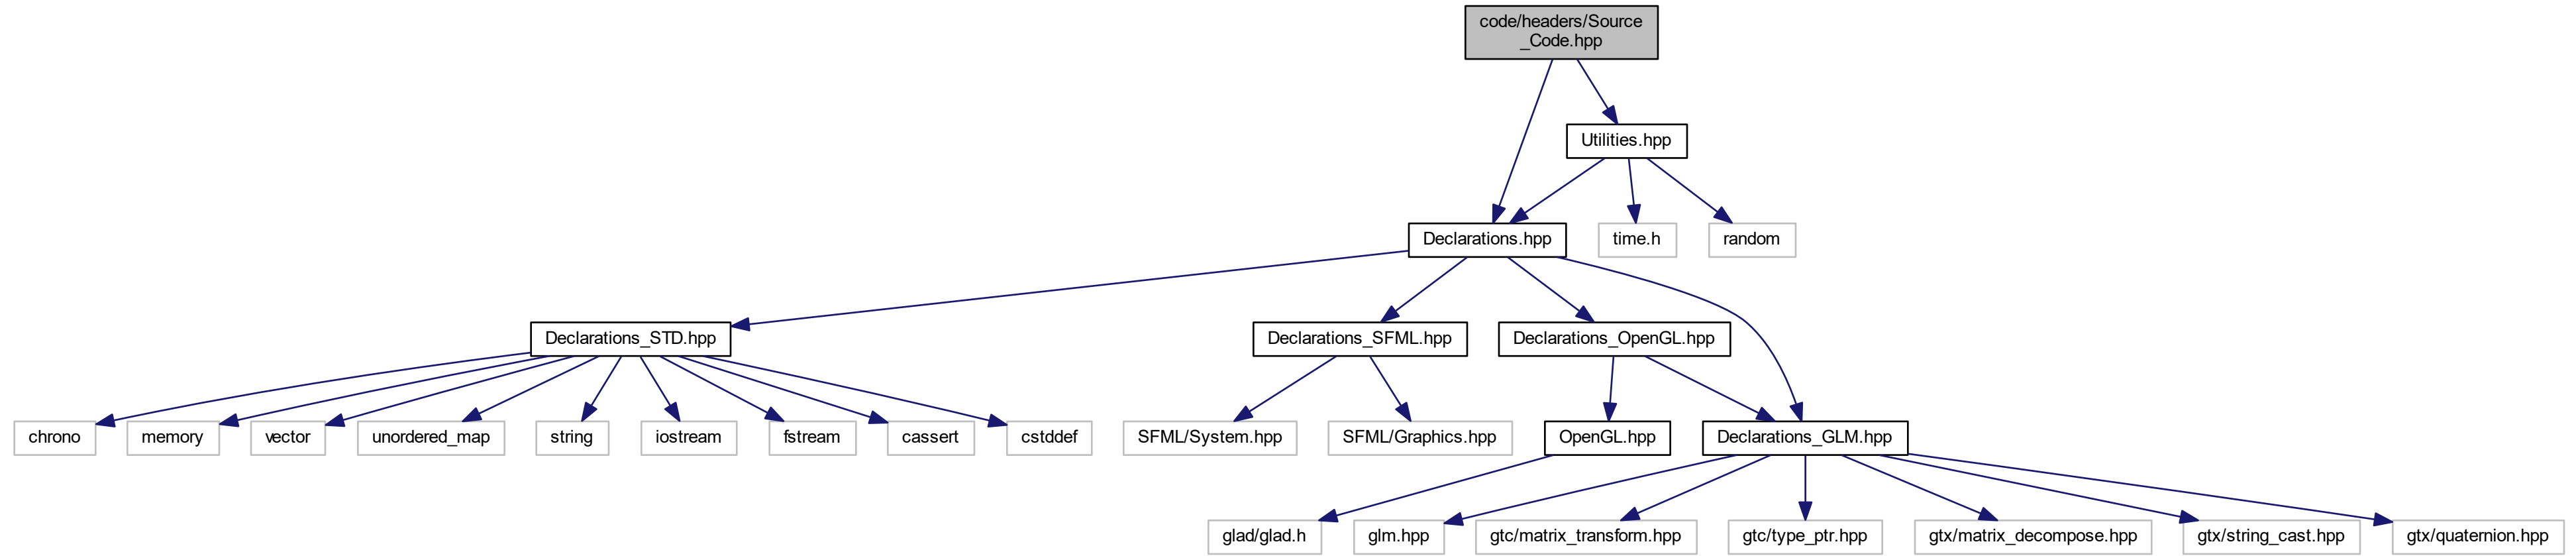 code/headers/Source
_Code.hpp
Utilities.hpp
Declarations.hpp
time.h
random
Declarations_STD.hpp
Declarations_SFML.hpp
Declarations_OpenGL.hpp
chrono
memory
vector
unordered_map
string
iostream
fstream
cassert
cstddef
SFML/System.hpp
SFML/Graphics.hpp
OpenGL.hpp
Declarations_GLM.hpp
glad/glad.h
glm.hpp
gtc/matrix_transform.hpp
gtc/type_ptr.hpp
gtx/matrix_decompose.hpp
gtx/string_cast.hpp
gtx/quaternion.hpp